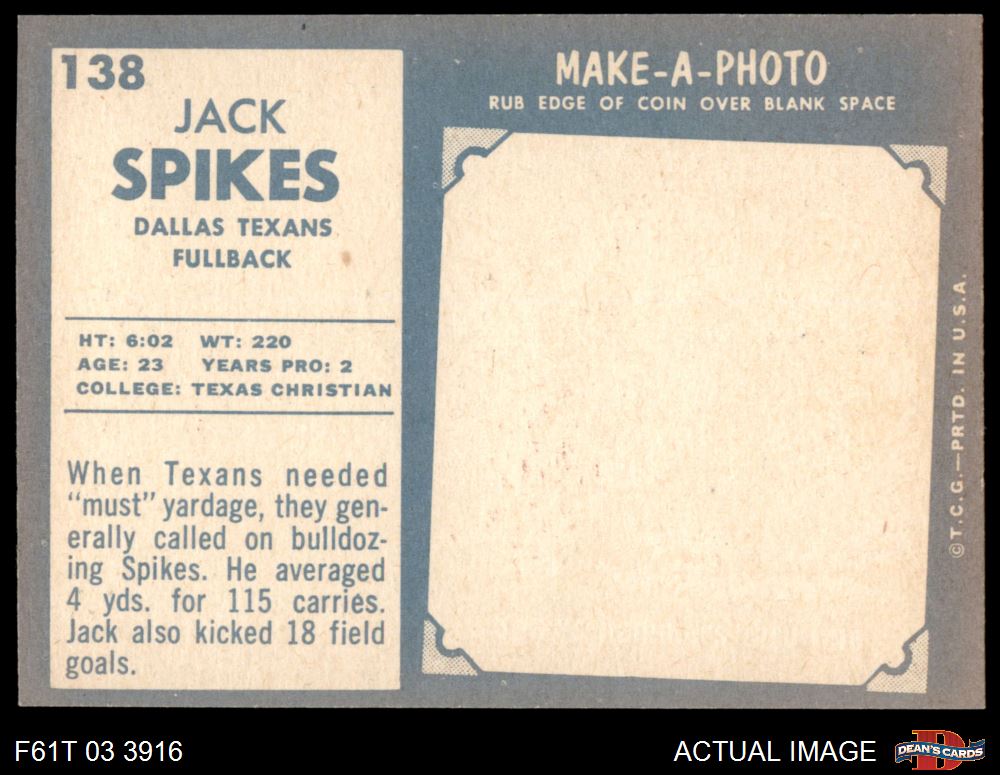 138
JACK
SPIKES
DALLAS TEXANS
FULLBACK
HT: 6:02 WT: 220
AGE: 23 YEARS PRO: 2
COLLEGE: TEXAS CHRISTIAN
When Texans needed
"must" yardage, they gen-
erally called on bulldoz-
ing Spikes. He averaged
4 yds. for 115 carries.
Jack also kicked 18 field
goals.
MAKE-A-PHOTO
RUB EDGE OF COIN OVER BLANK SPACE
©T.C.G.—PRTD. IN U.S.A.
F61T 03 3916
ACTUAL IMAGE
D
DEAN'S CARDS